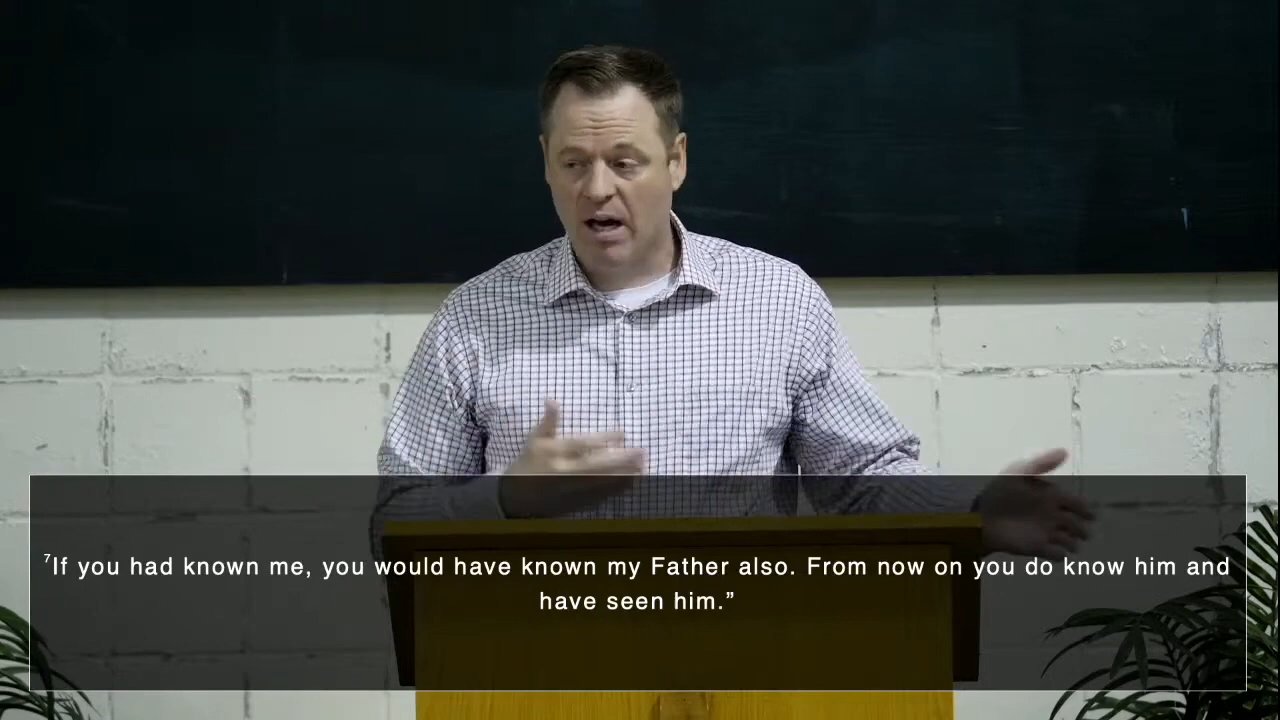 ⁷If you had known me, you would have known my Father also. From now on you do know him and
have seen him.”